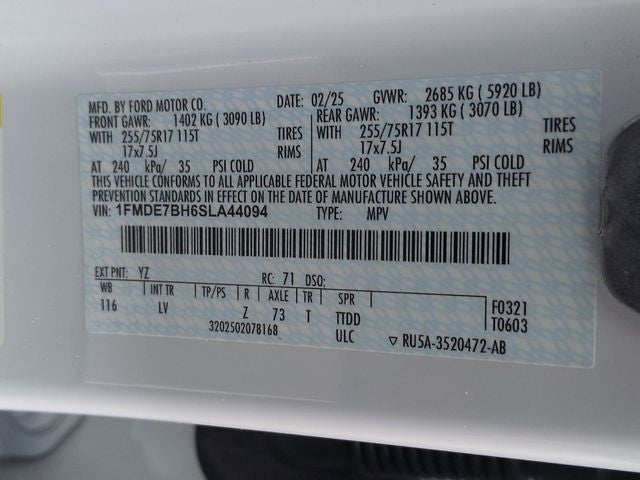 MFD. BY FORD MOTOR CO. DATE: 02/25 GVWR: 2685 KG ( 5920 LB)
FRONT GAWR: 1402 KG ( 3090 LB) REAR GAWR: 1393 KG ( 3070 LB)
WITH 255/75R17 115T TIRES WITH 255/75R17 115T TIRES
17x7.5J RIMS 17x7.5J RIMS
AT 240 kPa/ 35 PSI COLD AT 240 kPa/ 35 PSI COLD
THIS VEHICLE CONFORMS TO ALL APPLICABLE FEDERAL MOTOR VEHICLE SAFETY AND THEFT
PREVENTION STANDARDS IN EFFECT ON THE DATE OF MANUFACTURE SHOWN ABOVE.
VIN: 1FMDE7BH6SLA44094 TYPE: MPV
EXT PNT: YZ RC: 71 DSO:
WB INT TR TP/PS R AXLE TR SPR F0321
116 LV Z 73 T TTDD T0603
3202502078168 ULC ▽ RU5A-3520472-AB